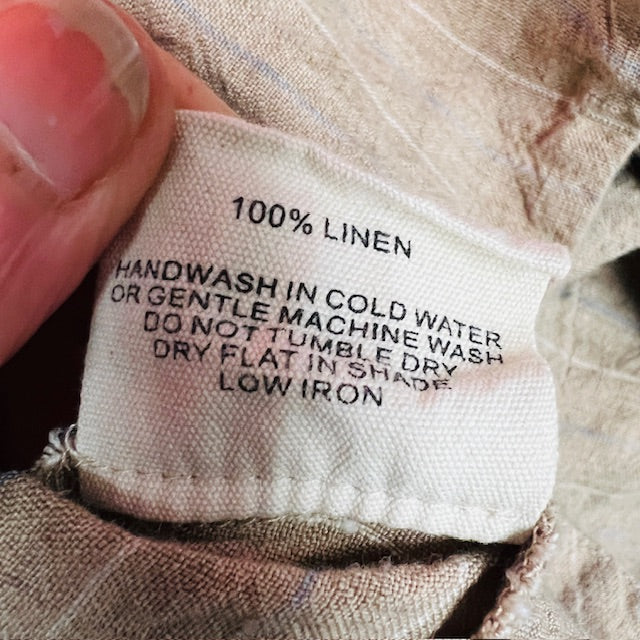 100% LINEN
HANDWASH IN COLD WATER
OR GENTLE MACHINE WASH
DO NOT TUMBLE DRY
DRY FLAT IN SHADE
LOW IRON